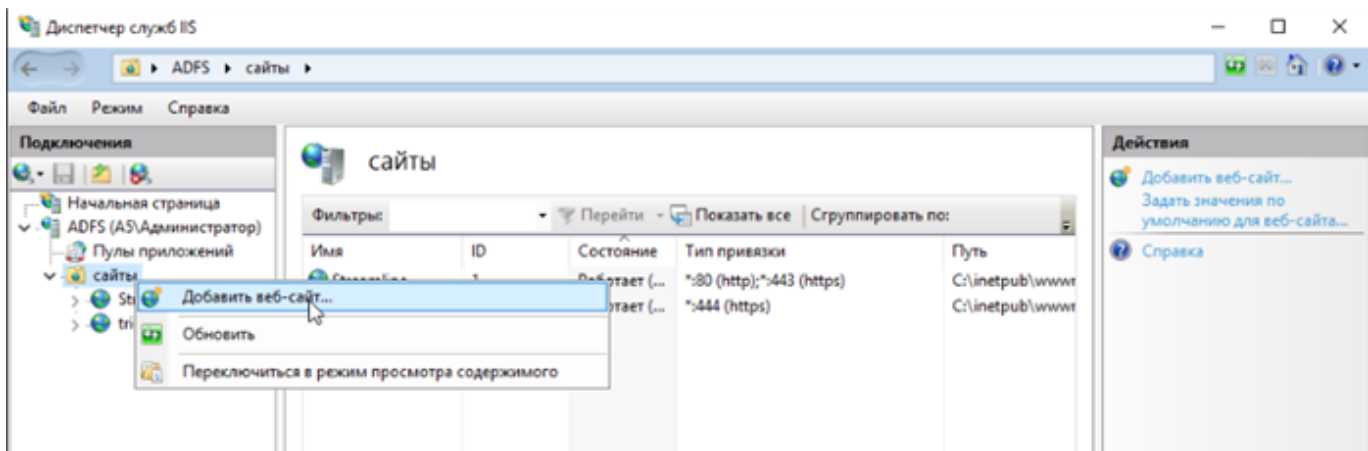 Диспетчер служб IIS
ADFS сайты
Файл Режим Справка
Подключения
Начальная страница
ADFS (A5\Администратор)
Пулы приложений
сайты
St
tri
Добавить веб-сайт...
Обновить
Переключиться в режим просмотра содержимого
сайты
Фильтры: Перейти Показать все Сгруппировать по:
Имя ID Состояние Тип привязки Путь
1 Работает (... *:80 (http);*:443 (https) C:\inetpub\wwwr
отает (... *:444 (https) C:\inetpub\wwwr
Действия
Добавить веб-сайт...
Задать значения по
умолчанию для веб-сайта...
Справка